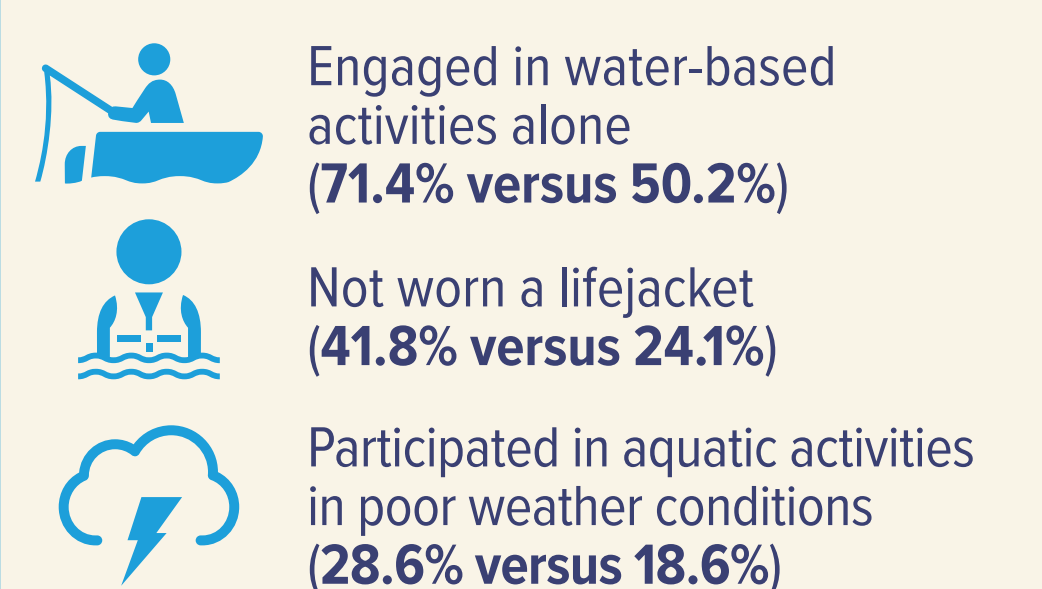 Engaged in water-based
activities alone
(71.4% versus 50.2%)
Not worn a lifejacket
(41.8% versus 24.1%)
Participated in aquatic activities
in poor weather conditions
(28.6% versus 18.6%)